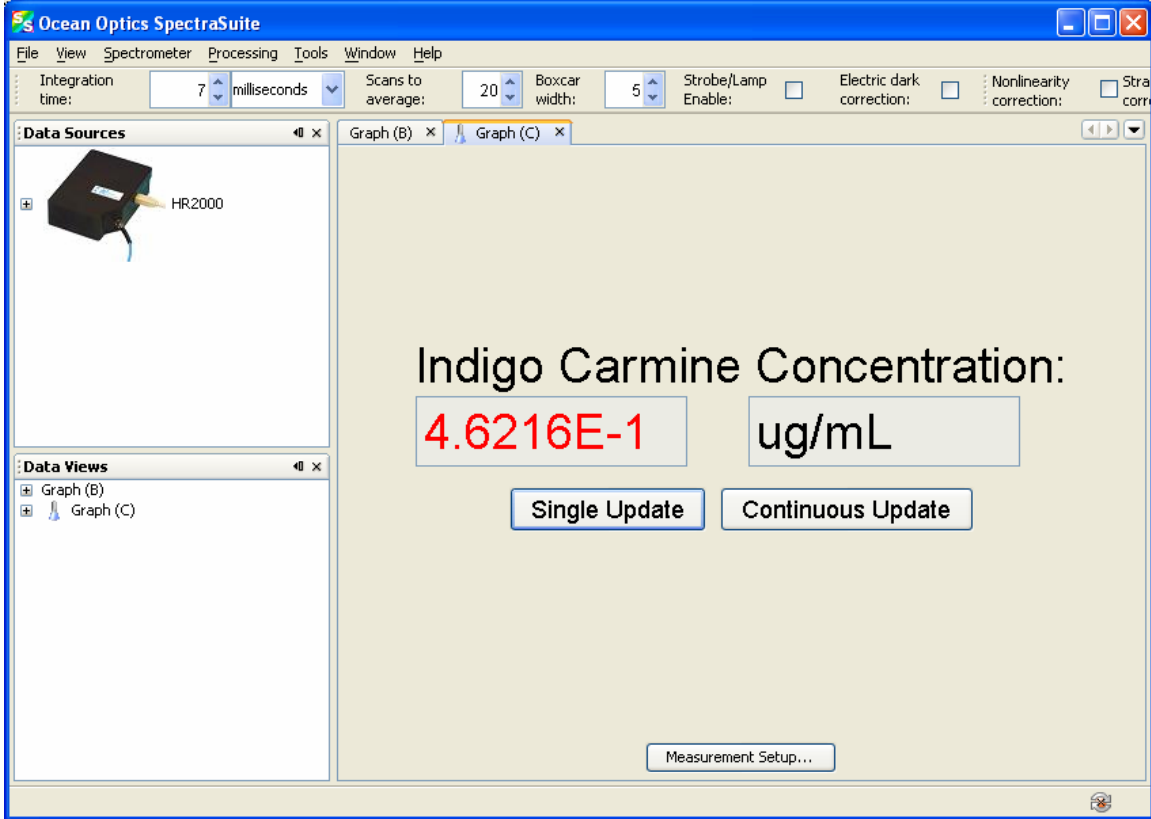 Ocean Optics SpectraSuite
File View Spectrometer Processing Tools Window Help
Integration time: 7 milliseconds Scans to average: 20 Boxcar width: 5 Strobe/Lamp Enable: Electric dark correction: Nonlinearity correction: Stra corre
Data Sources
HR2000
Graph (B) Graph (C)
Indigo Carmine Concentration:
4.6216E-1 ug/mL
Single Update Continuous Update
Measurement Setup...
Data Views
Graph (B)
Graph (C)